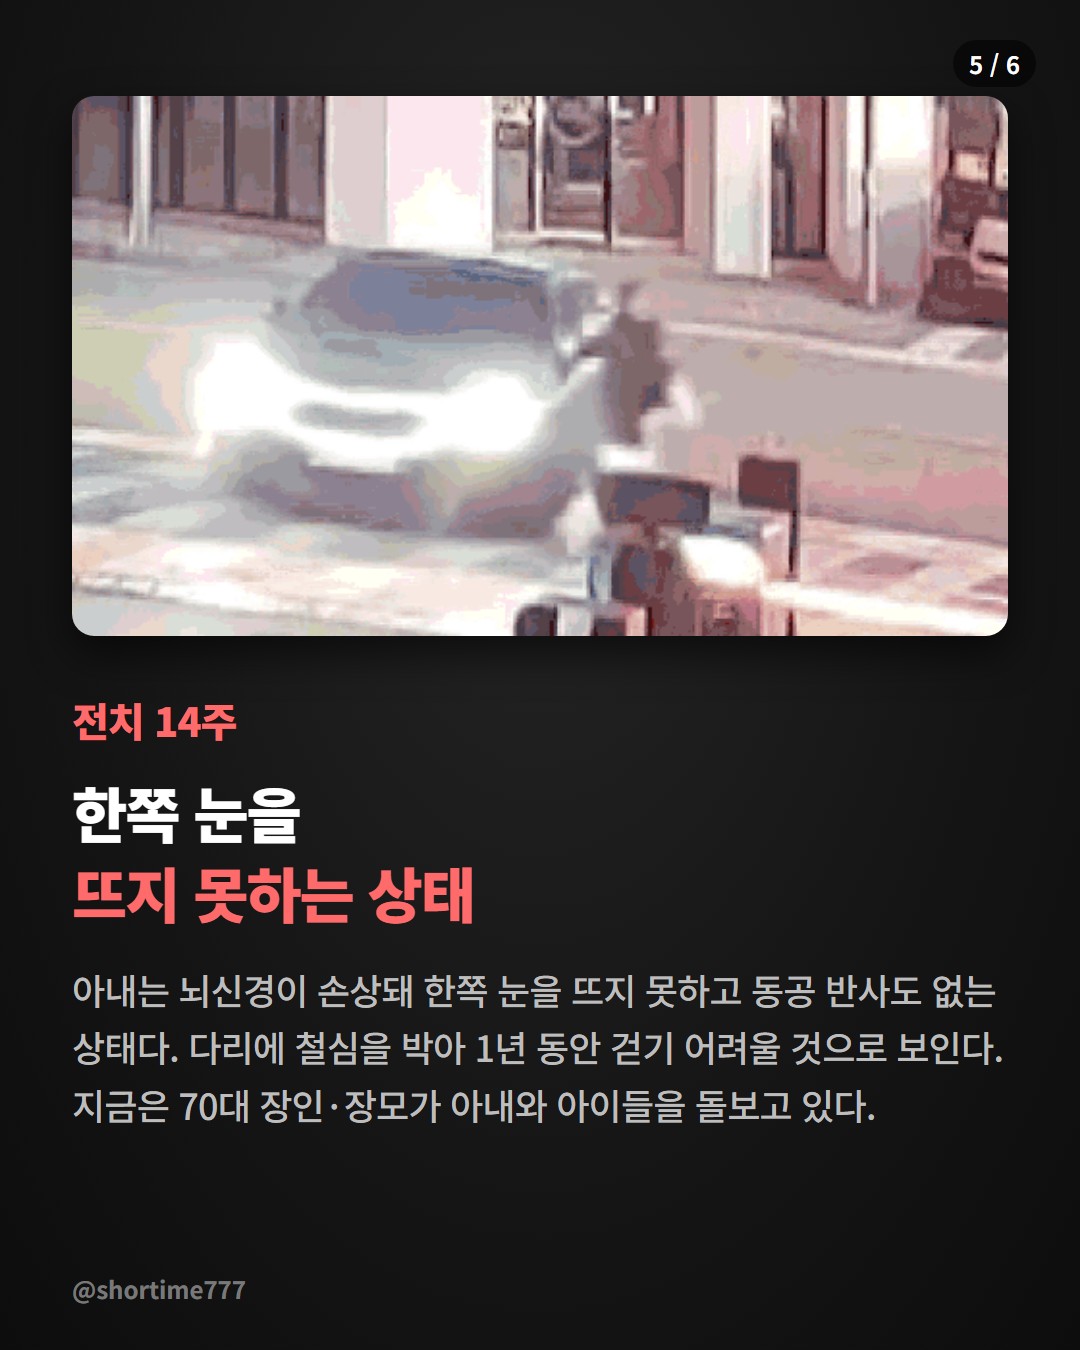 5 / 6
전치 14주
한쪽 눈을
뜨지 못하는 상태
아내는 뇌신경이 손상돼 한쪽 눈을 뜨지 못하고 동공 반사도 없는
상태다. 다리에 철심을 박아 1년 동안 걷기 어려울 것으로 보인다.
지금은 70대 장인·장모가 아내와 아이들을 돌보고 있다.
@shortime777